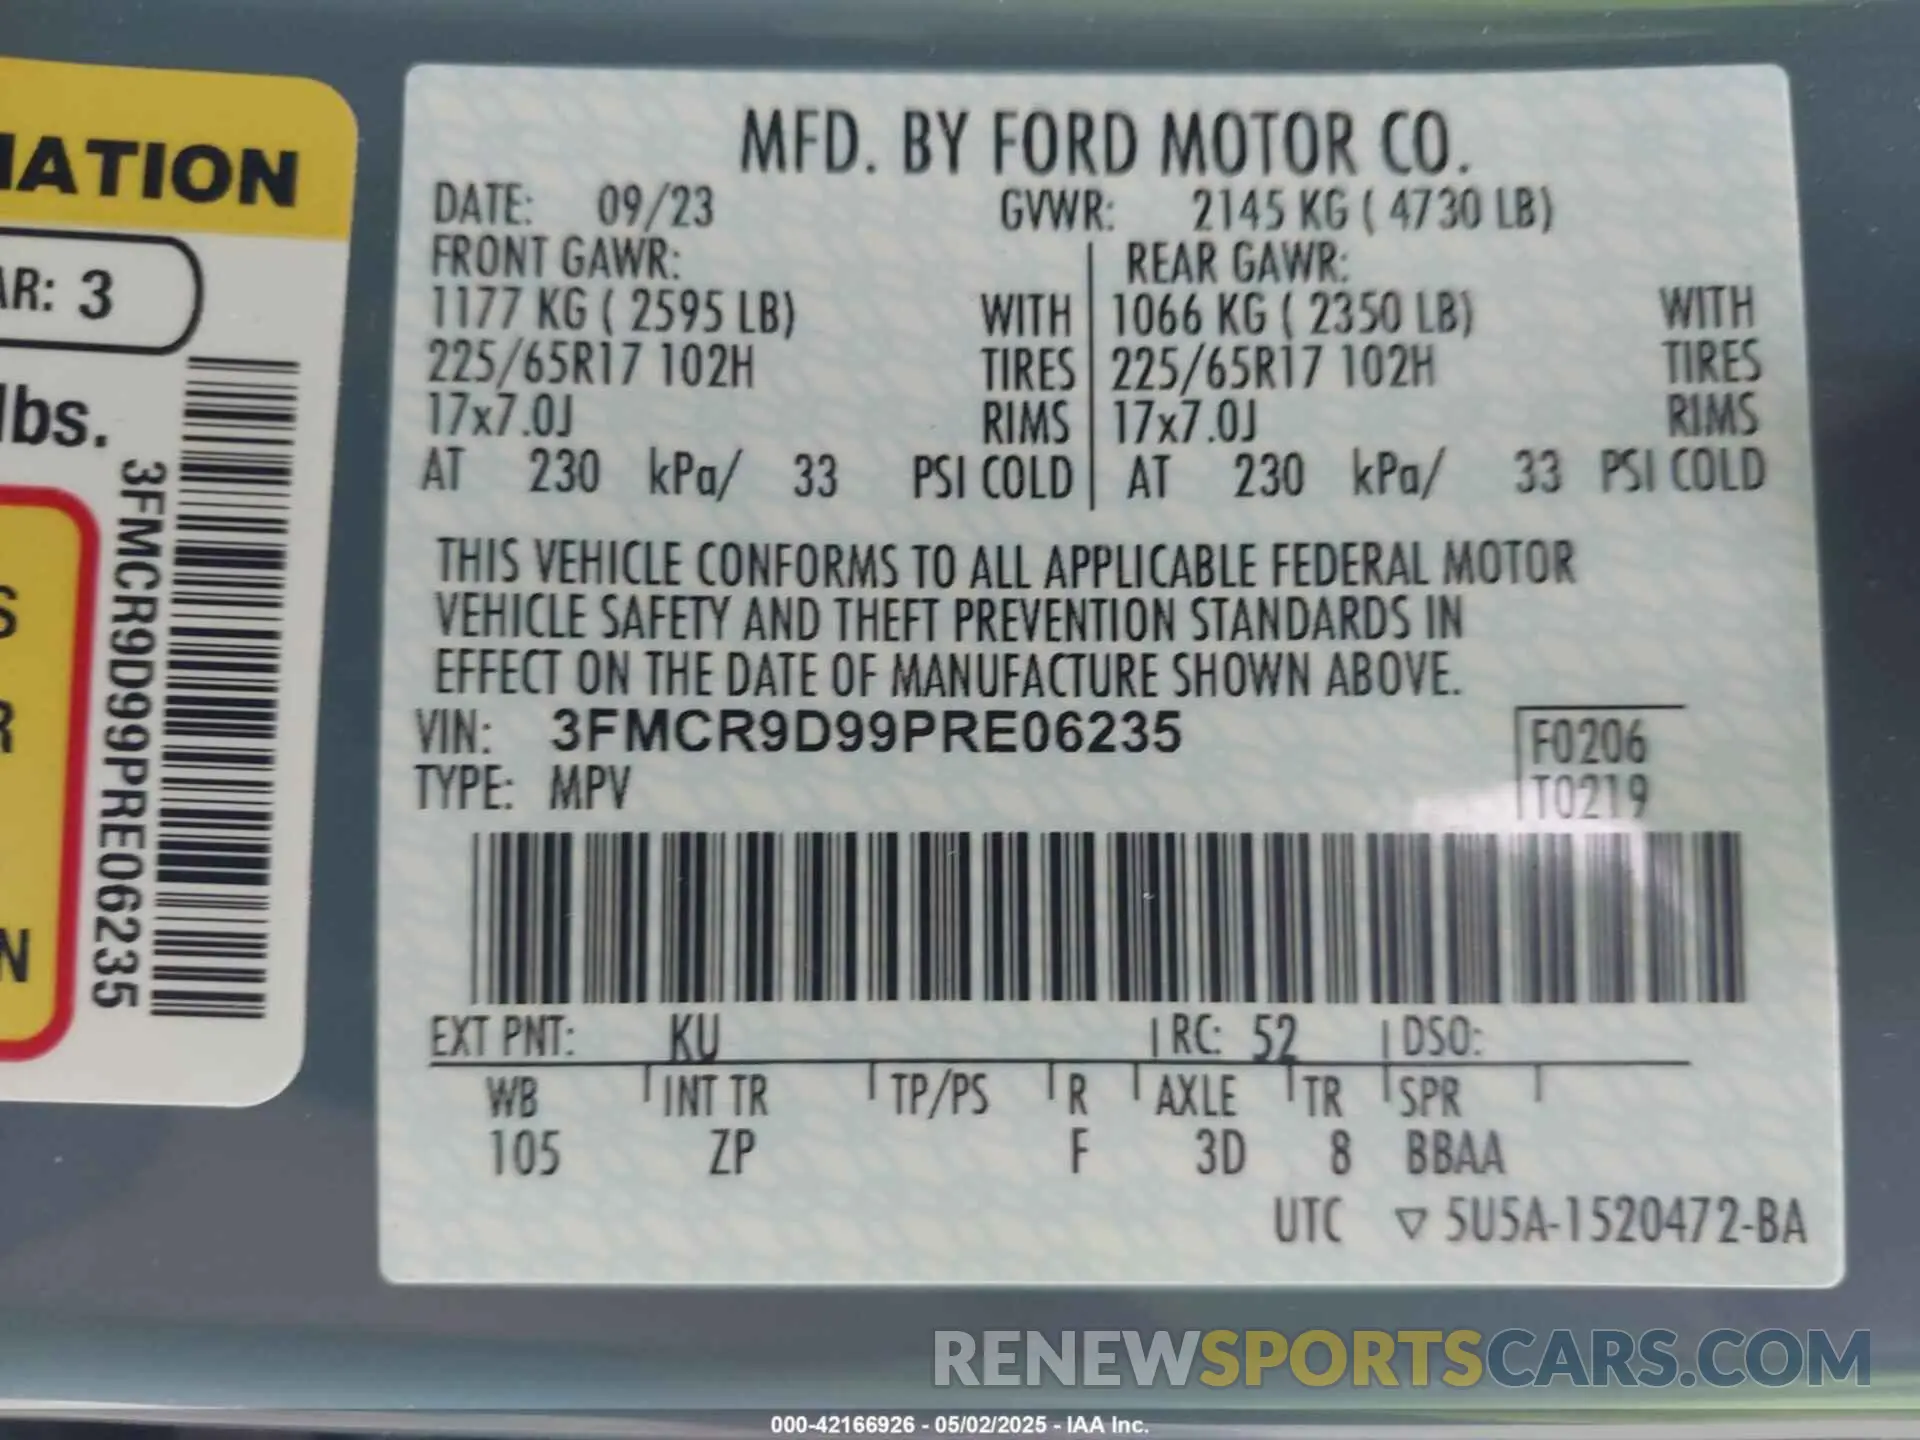 MATION
AR: 3
lbs.
S
R
N
3FMCR9D99PRE06235
MFD. BY FORD MOTOR CO.
DATE: 09/23 GVWR: 2145 KG ( 4730 LB)
FRONT GAWR: REAR GAWR:
1177 KG ( 2595 LB) WITH 1066 KG ( 2350 LB) WITH
225/65R17 102H TIRES 225/65R17 102H TIRES
17x7.0J RIMS 17x7.0J RIMS
AT 230 kPa/ 33 PSI COLD AT 230 kPa/ 33 PSI COLD
THIS VEHICLE CONFORMS TO ALL APPLICABLE FEDERAL MOTOR
VEHICLE SAFETY AND THEFT PREVENTION STANDARDS IN
EFFECT ON THE DATE OF MANUFACTURE SHOWN ABOVE.
VIN: 3FMCR9D99PRE06235 F0206
TYPE: MPV T0219
EXT PNT: KU RC: 52 DSO:
WB INT TR TP/PS R AXLE TR SPR
105 ZP F 3D 8 BBAA
UTC ▽ 5U5A-1520472-BA
RENEWSPORTSCARS.COM
000-42166926 - 05/02/2025 - IAA Inc.